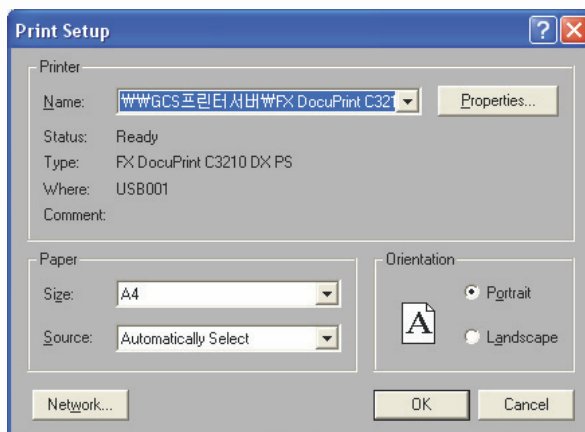 Print Setup
Printer
Name: ₩₩GCS프린터서버₩FX DocuPrint C321
Properties...
Status: Ready
Type: FX DocuPrint C3210 DX PS
Where: USB001
Comment:
Paper
Size: A4
Source: Automatically Select
Orientation
A
Portrait
Landscape
Network...
OK
Cancel